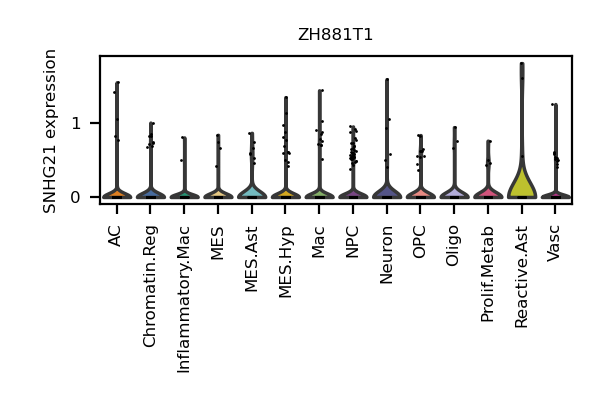 ZH881T1
SNHG21 expression
1
0
AC
Chromatin.Reg
Inflammatory.Mac
MES
MES.Ast
MES.Hyp
Mac
NPC
Neuron
OPC
Oligo
Prolif.Metab
Reactive.Ast
Vasc